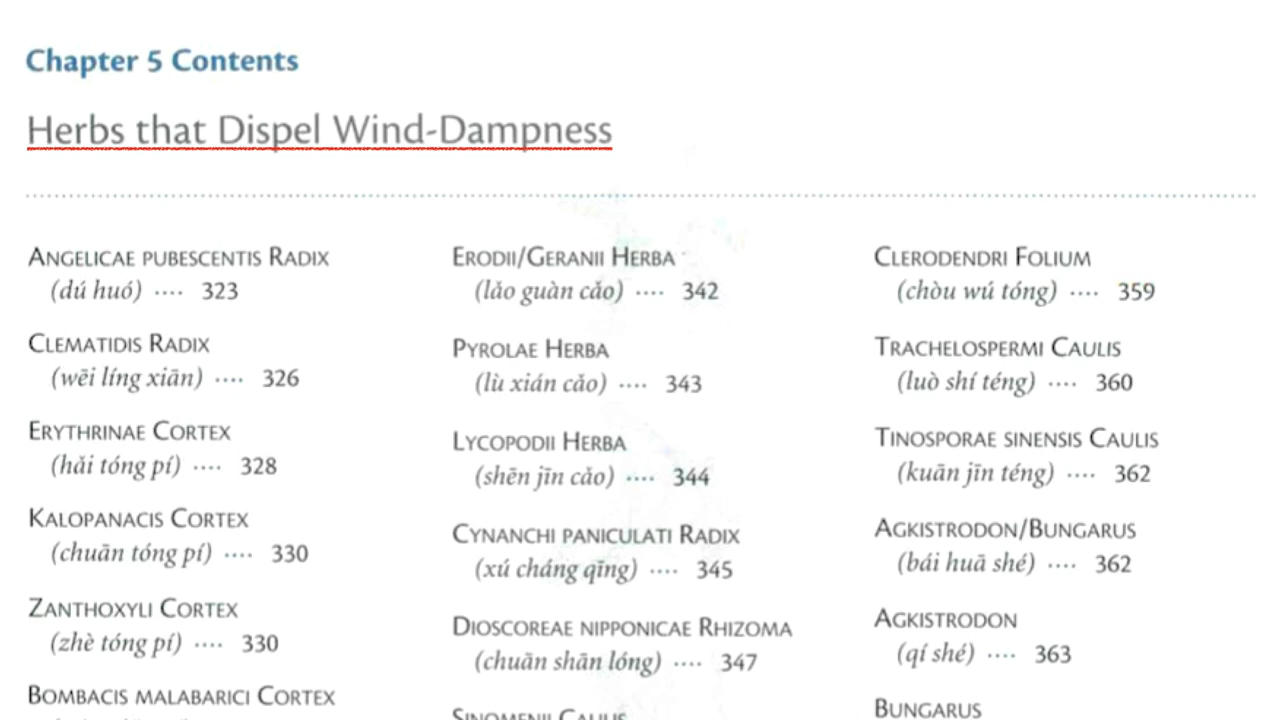 Chapter 5 Contents
Herbs that Dispel Wind-Dampness
ANGELICAE PUBESCENTIS RADIX
(dú huó) ···· 323
CLEMATIDIS RADIX
(wēi líng xiān) ···· 326
ERYTHRINAE CORTEX
(hǎi tóng pí) ···· 328
KALOPANACIS CORTEX
(chuān tóng pí) ···· 330
ZANTHOXYLI CORTEX
(zhè tóng pí) ···· 330
BOMBACIS MALABARICI CORTEX
ERODII/GERANII HERBA
(lǎo guàn cǎo) ···· 342
PYROLAE HERBA
(lù xián cǎo) ···· 343
LYCOPODII HERBA
(shēn jīn cǎo) ···· 344
CYNANCHI PANICULATI RADIX
(xú cháng qīng) ···· 345
DIOSCOREAE NIPPONICAE RHIZOMA
(chuān shān lóng) ···· 347
SINOMENII CAULIS
CLERODENDRI FOLIUM
(chòu wú tóng) ···· 359
TRACHELOSPERMI CAULIS
(luò shí téng) ···· 360
TINOSPORAE SINENSIS CAULIS
(kuān jīn téng) ···· 362
AGKISTRODON/BUNGARUS
(bái huā shé) ···· 362
AGKISTRODON
(qí shé) ···· 363
BUNGARUS